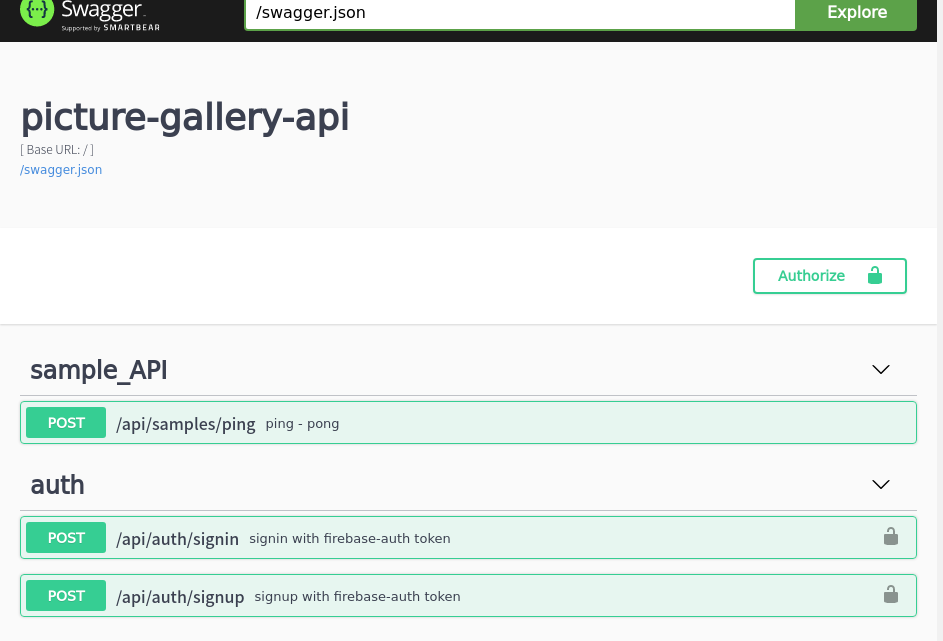 Swagger
Supported by SMARTBEAR
/swagger.json
Explore
picture-gallery-api
[ Base URL: / ]
/swagger.json
Authorize
sample_API
POST /api/samples/ping ping - pong
auth
POST /api/auth/signin signin with firebase-auth token
POST /api/auth/signup signup with firebase-auth token